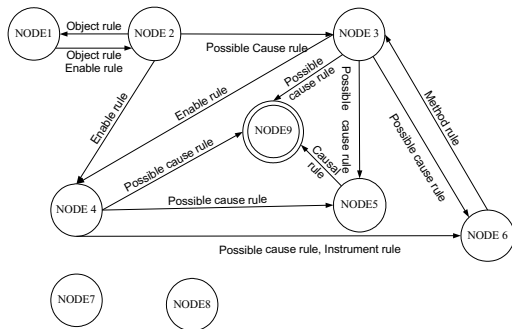 Object rule
NODE1
NODE 2
NODE 3
Object rule
Enable rule
Possible Cause rule
Possible
cause rule
Enable rule
Enable rule
Possible cause rule
Method rule
NODE9
Possible cause rule
Causal
rule
Possible cause rule
NODE 4
Possible cause rule
NODE5
NODE 6
Possible cause rule, Instrument rule
NODE7
NODE8